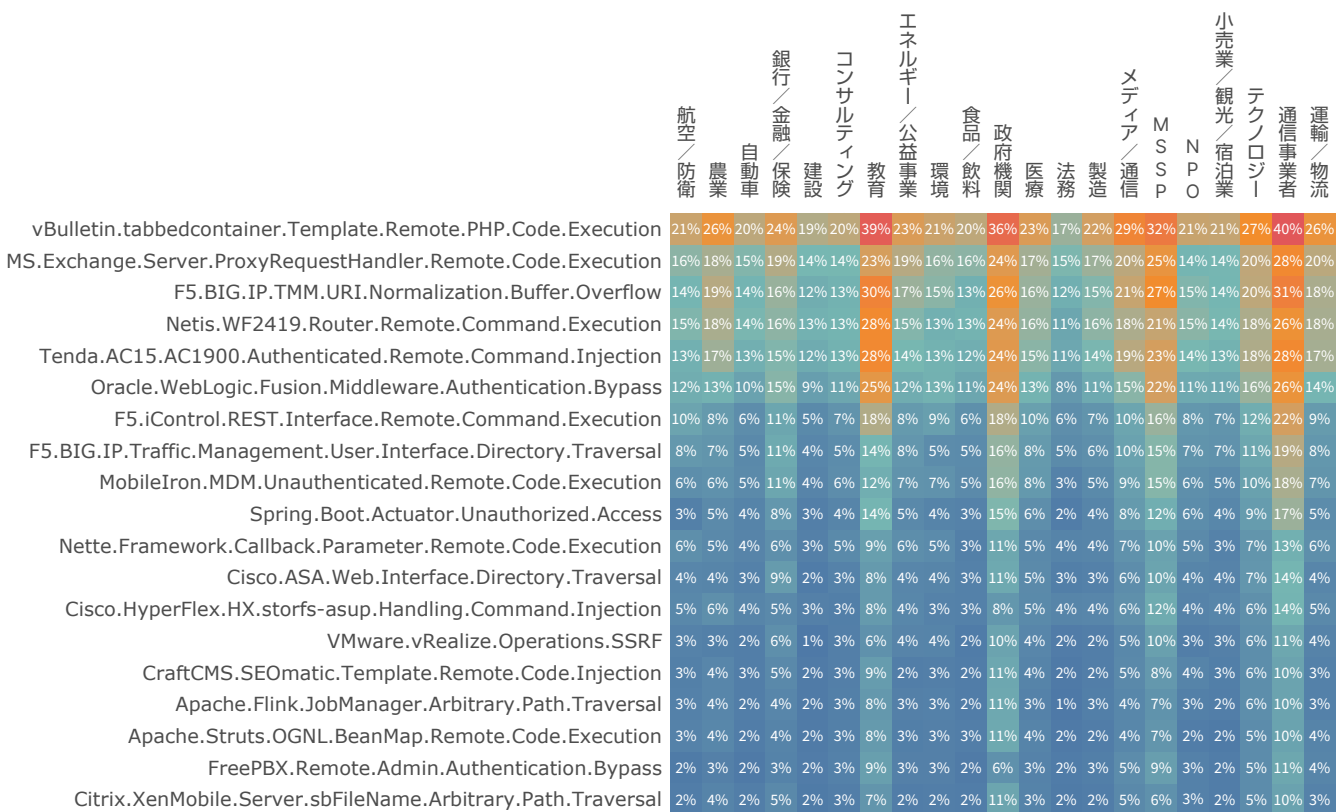 航空／防衛 農業 自動車 銀行／金融／保険 建設 コンサルティング 教育 エネルギー／公益事業 環境 食品／飲料 政府機関 医療 法務 製造 メディア／通信 MSSP NPO 小売業／観光／宿泊業 テクノロジー 通信事業者 運輸／物流
vBulletin.tabbedcontainer.Template.Remote.PHP.Code.Execution 21% 26% 20% 24% 19% 20% 39% 23% 21% 20% 36% 23% 17% 22% 29% 32% 21% 21% 27% 40% 26%
MS.Exchange.Server.ProxyRequestHandler.Remote.Code.Execution 16% 18% 15% 19% 14% 14% 23% 19% 16% 16% 24% 17% 15% 17% 20% 25% 14% 14% 20% 28% 20%
F5.BIG.IP.TMM.URI.Normalization.Buffer.Overflow 14% 19% 14% 16% 12% 13% 30% 17% 15% 13% 26% 16% 12% 15% 21% 27% 15% 14% 20% 31% 18%
Netis.WF2419.Router.Remote.Command.Execution 15% 18% 14% 16% 13% 13% 28% 15% 13% 13% 24% 16% 11% 16% 18% 21% 15% 14% 18% 26% 18%
Tenda.AC15.AC1900.Authenticated.Remote.Command.Injection 13% 17% 13% 15% 12% 13% 28% 14% 13% 12% 24% 15% 11% 14% 19% 23% 14% 13% 18% 28% 17%
Oracle.WebLogic.Fusion.Middleware.Authentication.Bypass 12% 13% 10% 15% 9% 11% 25% 12% 13% 11% 24% 13% 8% 11% 15% 22% 11% 11% 16% 26% 14%
F5.iControl.REST.Interface.Remote.Command.Execution 10% 8% 6% 11% 5% 7% 18% 8% 9% 6% 18% 10% 6% 7% 10% 16% 8% 7% 12% 22% 9%
F5.BIG.IP.Traffic.Management.User.Interface.Directory.Traversal 8% 7% 5% 11% 4% 5% 14% 8% 5% 5% 16% 8% 5% 6% 10% 15% 7% 7% 11% 19% 8%
MobileIron.MDM.Unauthenticated.Remote.Code.Execution 6% 6% 5% 11% 4% 6% 12% 7% 7% 5% 16% 8% 3% 5% 9% 15% 6% 5% 10% 18% 7%
Spring.Boot.Actuator.Unauthorized.Access 3% 5% 4% 8% 3% 4% 14% 5% 4% 3% 15% 6% 2% 4% 8% 12% 6% 4% 9% 17% 5%
Nette.Framework.Callback.Parameter.Remote.Code.Execution 6% 5% 4% 6% 3% 5% 9% 6% 5% 3% 11% 5% 4% 4% 7% 10% 5% 3% 7% 13% 6%
Cisco.ASA.Web.Interface.Directory.Traversal 4% 4% 3% 9% 2% 3% 8% 4% 4% 3% 11% 5% 3% 3% 6% 10% 4% 4% 7% 14% 4%
Cisco.HyperFlex.HX.storfs-asup.Handling.Command.Injection 5% 6% 4% 5% 3% 3% 8% 4% 3% 3% 8% 5% 4% 4% 6% 12% 4% 4% 6% 14% 5%
VMware.vRealize.Operations.SSRF 3% 3% 2% 6% 1% 3% 6% 4% 4% 2% 10% 4% 2% 2% 5% 10% 3% 3% 6% 11% 4%
CraftCMS.SEOmatic.Template.Remote.Code.Injection 3% 4% 3% 5% 2% 3% 9% 2% 3% 2% 11% 4% 2% 2% 5% 8% 4% 3% 6% 10% 3%
Apache.Flink.JobManager.Arbitrary.Path.Traversal 3% 4% 2% 4% 2% 3% 8% 3% 3% 2% 11% 3% 1% 3% 4% 7% 3% 2% 6% 10% 3%
Apache.Struts.OGNL.BeanMap.Remote.Code.Execution 3% 4% 2% 4% 2% 3% 8% 3% 3% 3% 11% 4% 2% 2% 4% 7% 2% 2% 5% 10% 4%
FreePBX.Remote.Admin.Authentication.Bypass 2% 3% 2% 3% 2% 3% 9% 3% 3% 2% 6% 3% 2% 3% 5% 9% 3% 2% 5% 11% 4%
Citrix.XenMobile.Server.sbFileName.Arbitrary.Path.Traversal 2% 4% 2% 5% 2% 3% 7% 2% 2% 2% 11% 3% 2% 2% 5% 6% 3% 2% 5% 10% 3%